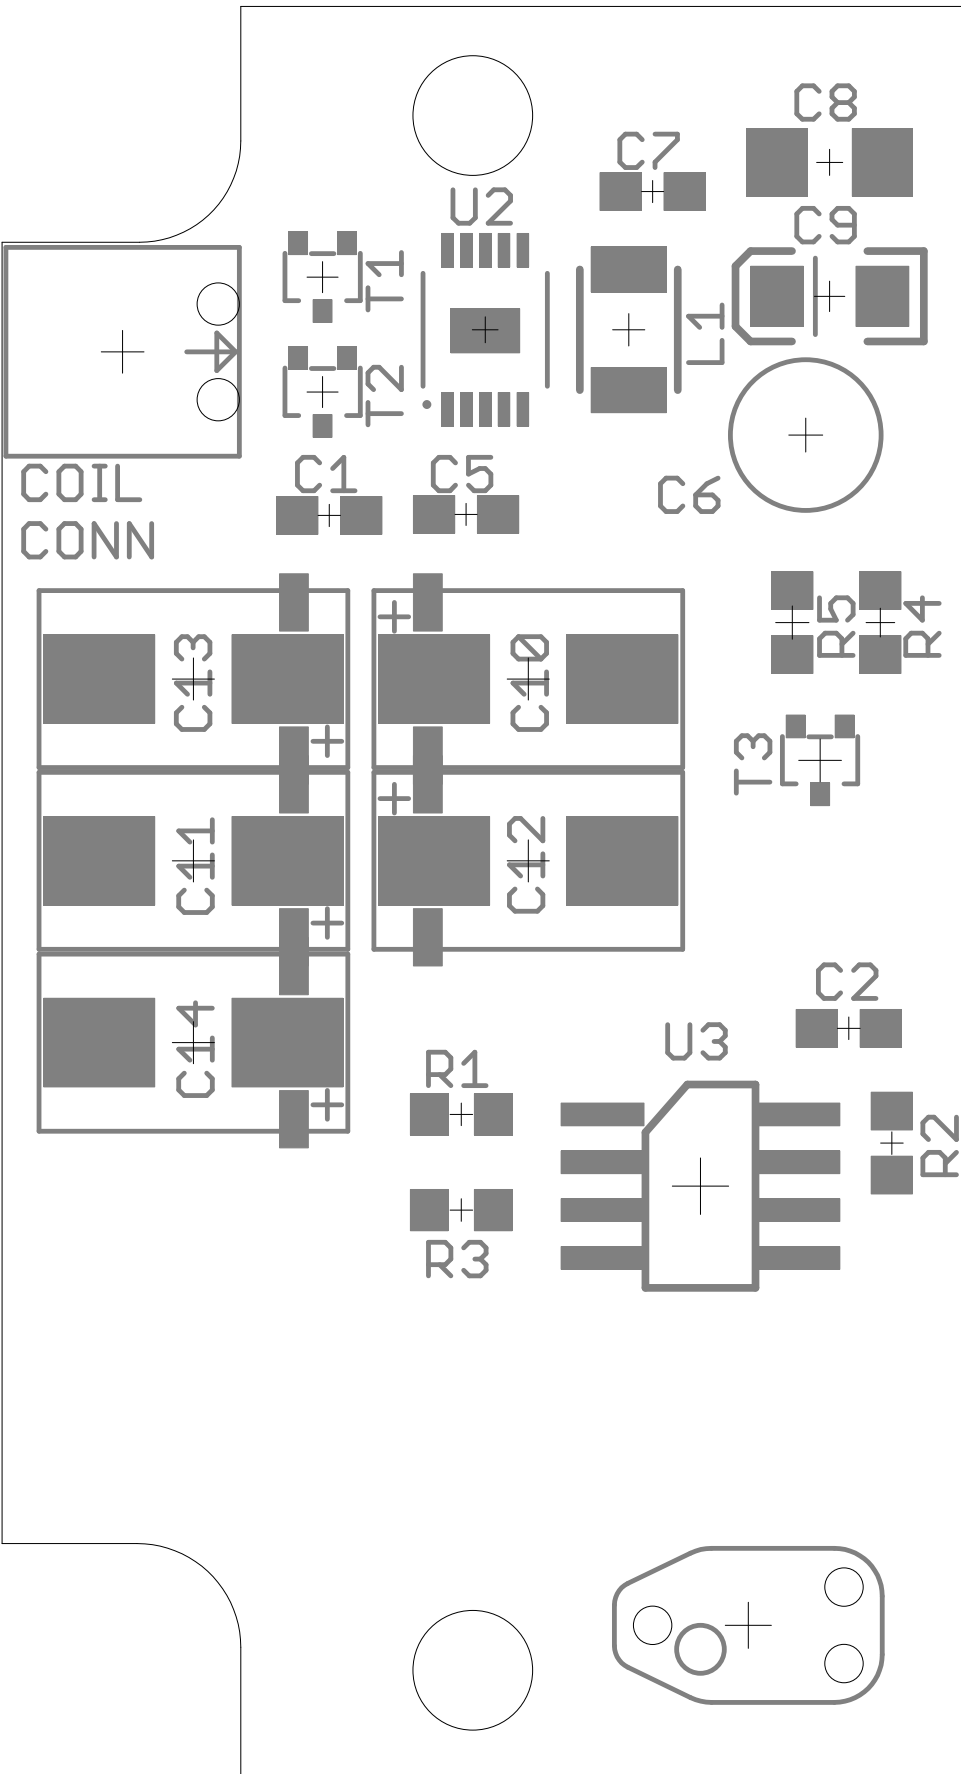 C8
C7
U2
C9
T1
L1
T2
C1
C5
C6
COIL
CONN
R5
R4
+
C13
C10
+
T3
+
C11
C12
+
C2
U3
C14
R1
+
R2
R3